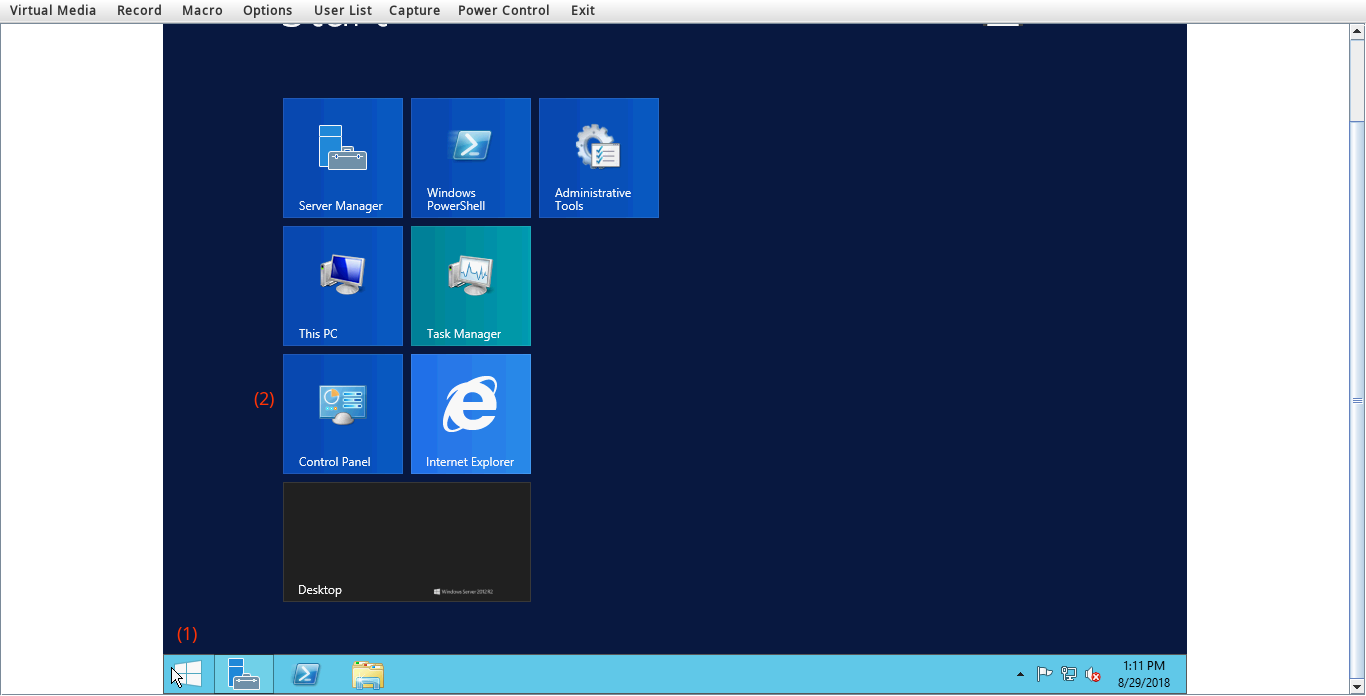 Virtual Media Record Macro Options User List Capture Power Control Exit
Start
Server Manager
Windows
PowerShell
Administrative
Tools
This PC
Task Manager
(2)
Control Panel
Internet Explorer
Desktop
Windows Server 2012 R2
(1)
1:11 PM
8/29/2018